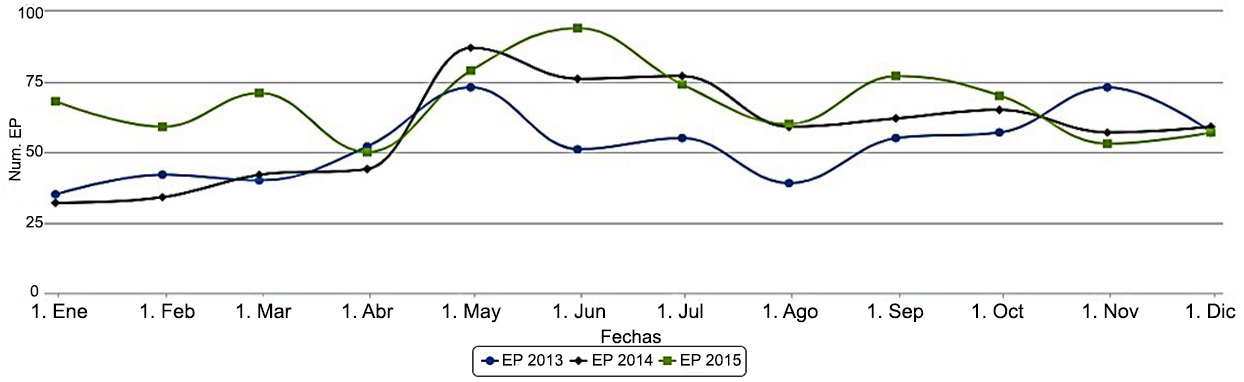 100
75
50
25
0
Num. EP
1. Ene 1. Feb 1. Mar 1. Abr 1. May 1. Jun 1. Jul 1. Ago 1. Sep 1. Oct 1. Nov 1. Dic
Fechas
EP 2013 EP 2014 EP 2015